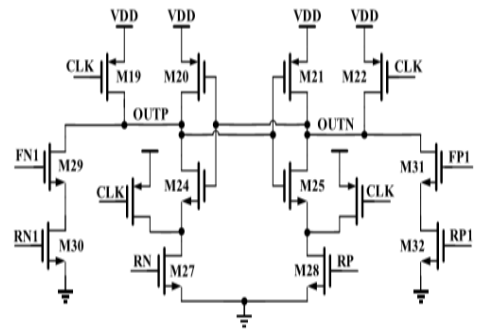 VDD VDD VDD VDD
CLK M19 M20 M21 M22 CLK
OUTP OUTN
FN1 M29 M24 M25 M31 FP1
CLK CLK
RN1 M30 RN M27 M28 RP M32 RP1